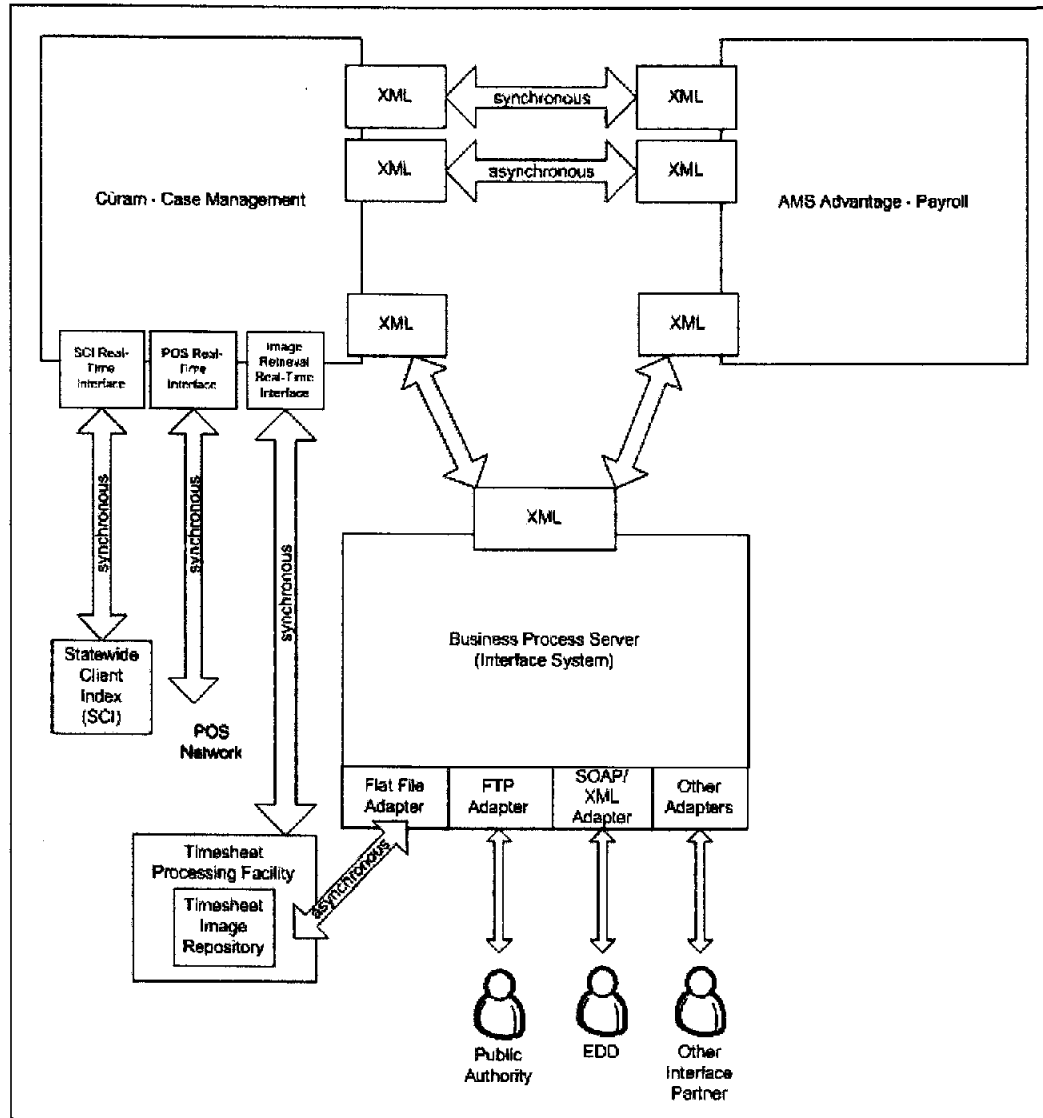 XML
synchronous
XML
XML
asynchronous
XML
Cúram - Case Management
AMS Advantage - Payroll
XML
XML
SCI Real-
Time
Interface
POS Real-
Time
Interface
Image
Retrieval
Real-Time
Interface
synchronous
synchronous
synchronous
XML
Business Process Server
(Interface System)
Statewide
Client
Index
(SCI)
POS
Network
Flat File
Adapter
FTP
Adapter
SOAP/
XML
Adapter
Other
Adapters
asynchronous
Timesheet
Processing Facility
Timesheet
Image
Repository
Public
Authority
EDD
Other
Interface
Partner